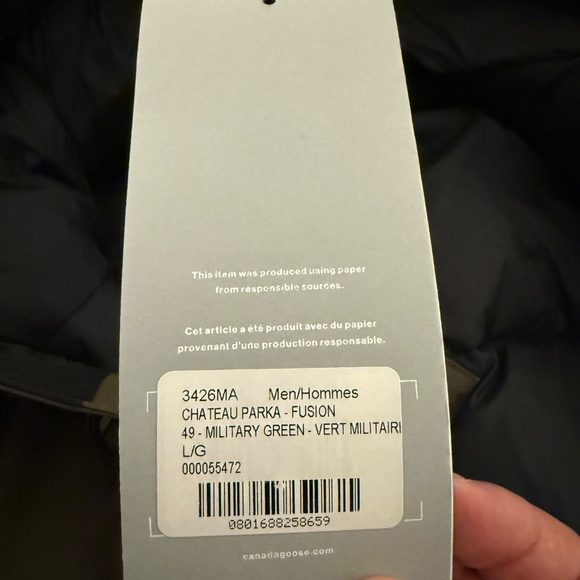 This item was produced using paper
from responsible sources.
Cet article a été produit avec du papier
provenant d'une production responsable.
3426MA Men/Hommes
CHATEAU PARKA - FUSION
49 - MILITARY GREEN - VERT MILITAIRI
L/G
000055472
0801688258659
canadagoose.com